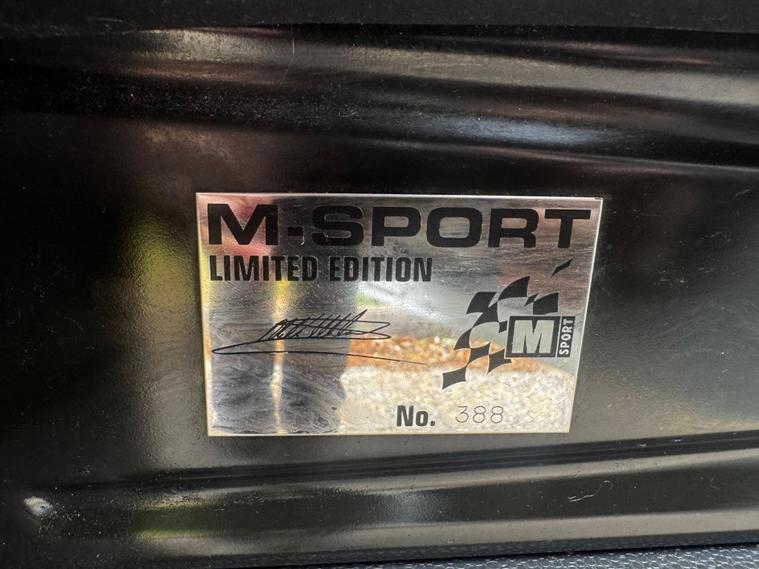 M-SPORT
LIMITED EDITION
M SPORT
No. 388